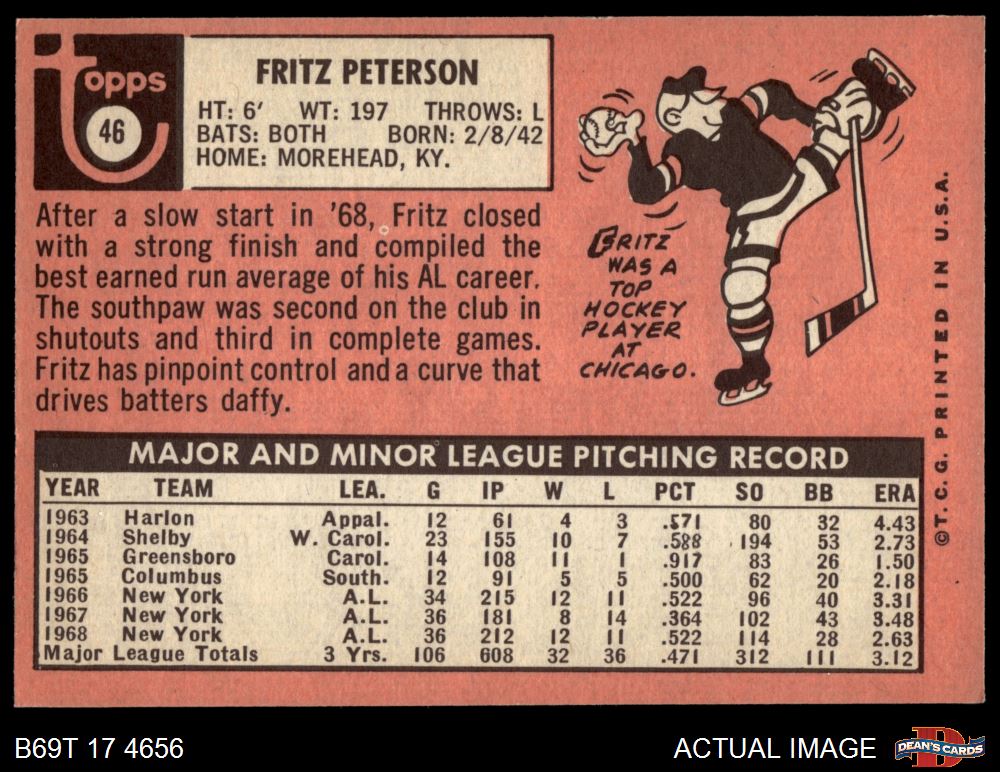 Topps
46
FRITZ PETERSON
HT: 6' WT: 197 THROWS: L
BATS: BOTH BORN: 2/8/42
HOME: MOREHEAD, KY.
After a slow start in '68, Fritz closed
with a strong finish and compiled the
best earned run average of his AL career.
The southpaw was second on the club in
shutouts and third in complete games.
Fritz has pinpoint control and a curve that
drives batters daffy.
FRITZ
WAS A
TOP
HOCKEY
PLAYER
AT
CHICAGO.
©T.C.G. PRINTED IN U.S.A.
MAJOR AND MINOR LEAGUE PITCHING RECORD
YEAR TEAM LEA. G IP W L PCT SO BB ERA
1963 Harlon Appal. 12 61 4 3 .571 80 32 4.43
1964 Shelby W. Carol. 23 155 10 7 .588 194 53 2.73
1965 Greensboro Carol. 14 108 11 1 .917 83 26 1.50
1965 Columbus South. 12 91 5 5 .500 62 20 2.18
1966 New York A.L. 34 215 12 11 .522 96 40 3.31
1967 New York A.L. 36 181 8 14 .364 102 43 3.48
1968 New York A.L. 36 212 12 11 .522 114 28 2.63
Major League Totals 3 Yrs. 106 608 32 36 .471 312 111 3.12
B69T 17 4656
ACTUAL IMAGE
DEAN'S CARDS